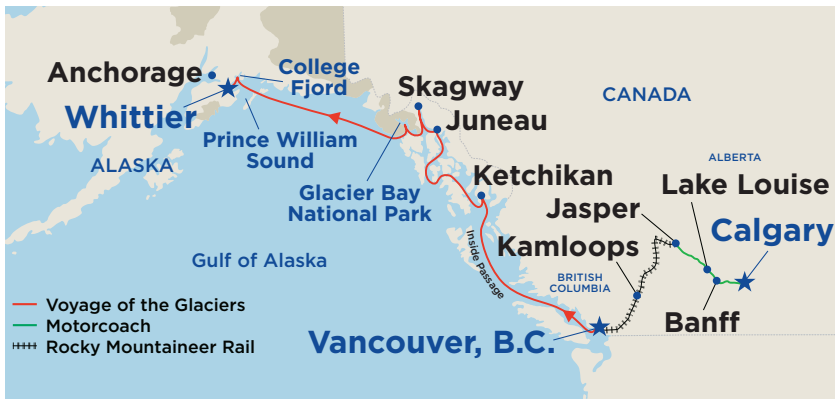 Anchorage
College
Fjord
Whittier
Prince William
Sound
ALASKA
Skagway
Juneau
CANADA
Glacier Bay
National Park
Ketchikan
ALBERTA
Lake Louise
Jasper
Calgary
Kamloops
Inside Passage
Gulf of Alaska
BRITISH
COLUMBIA
Banff
Vancouver, B.C.
Voyage of the Glaciers
Motorcoach
Rocky Mountaineer Rail